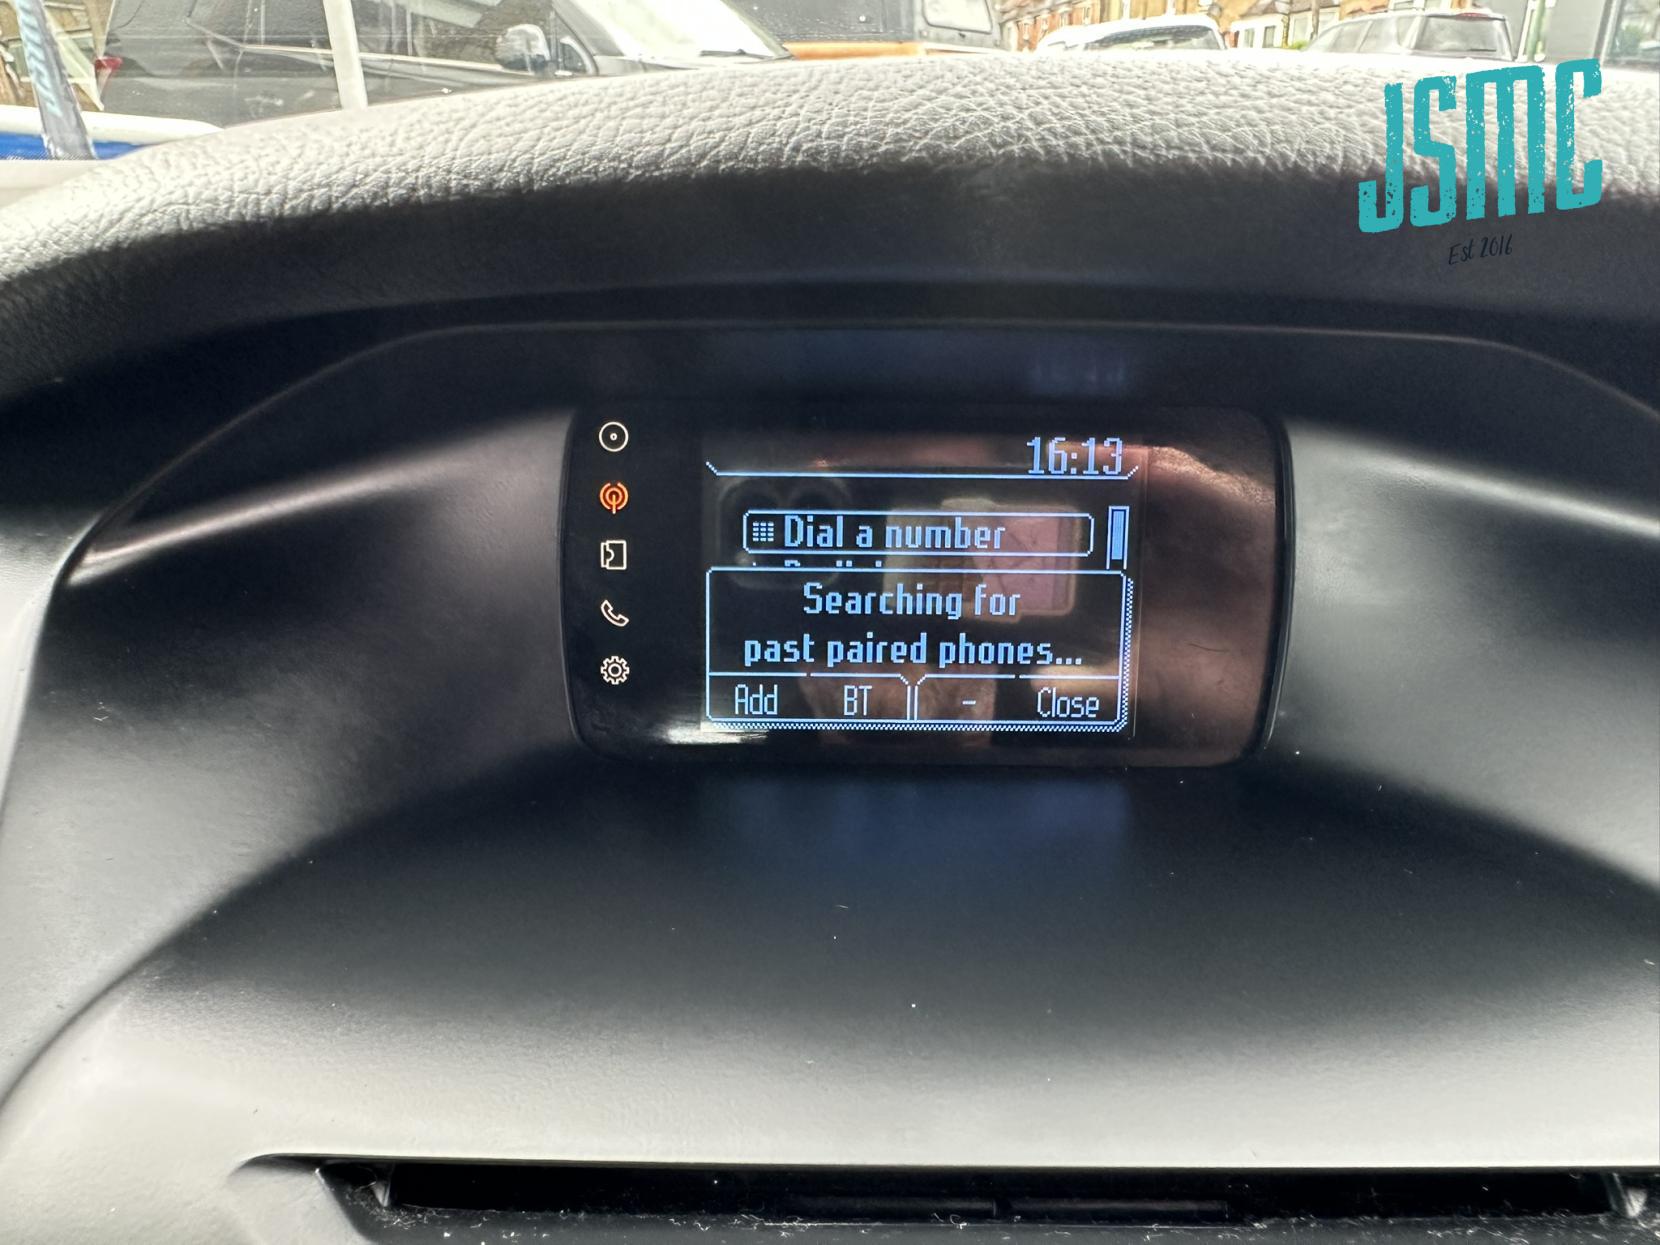 JSMC
Est 2016
16:13
Dial a number
Searching for
past paired phones...
Add BT - Close